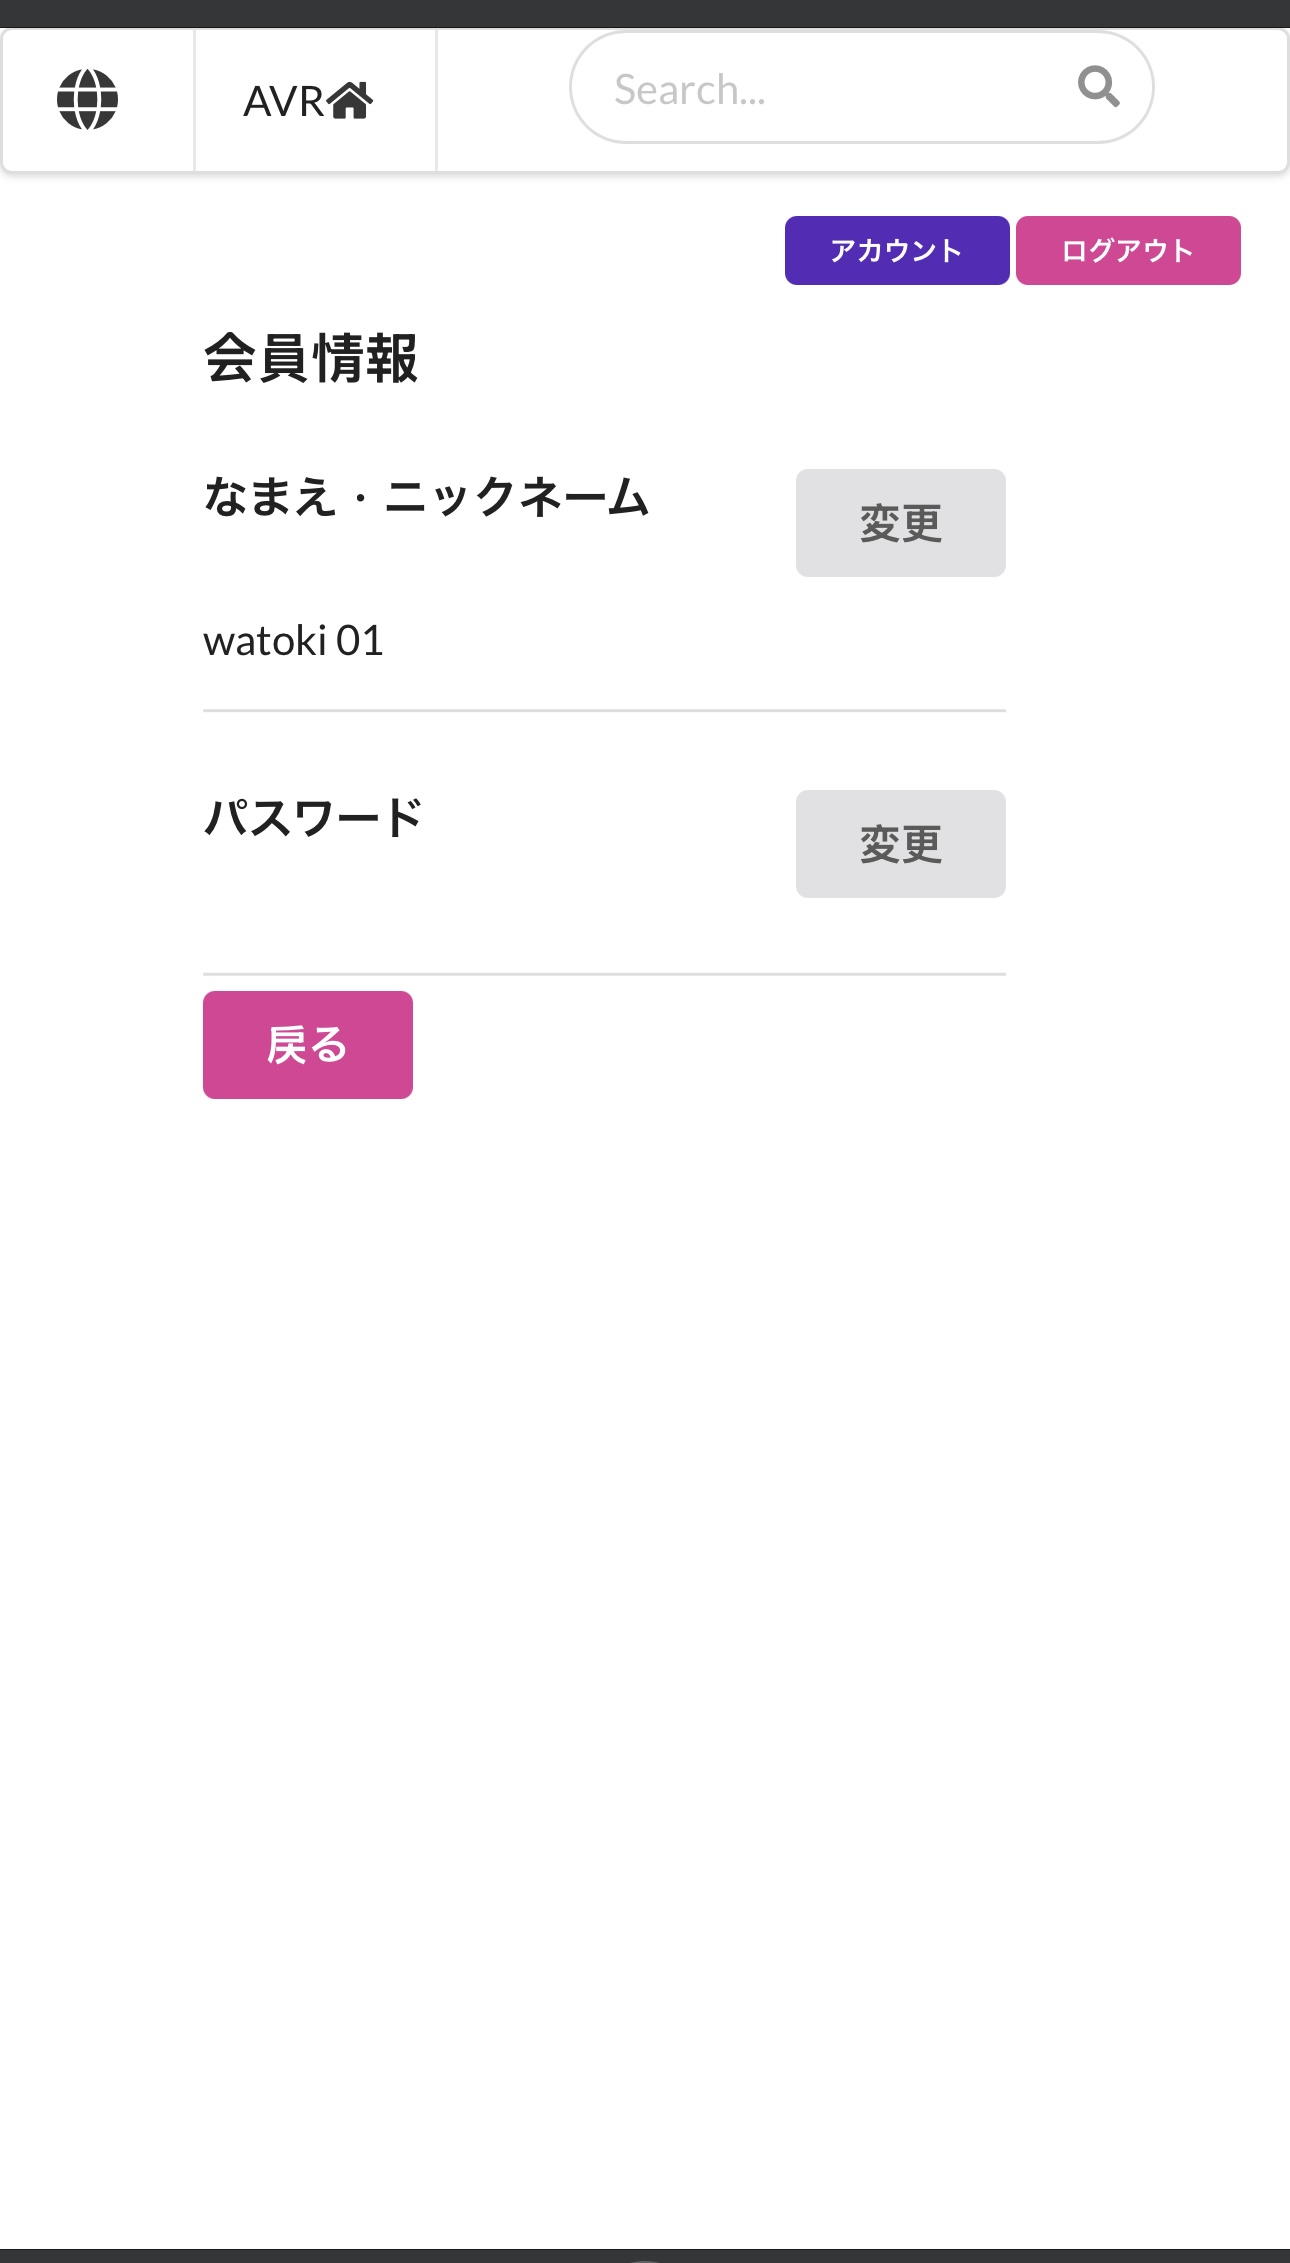 AVR
Search...
アカウント
ログアウト
会員情報
なまえ・ニックネーム
変更
watoki 01
パスワード
変更
戻る